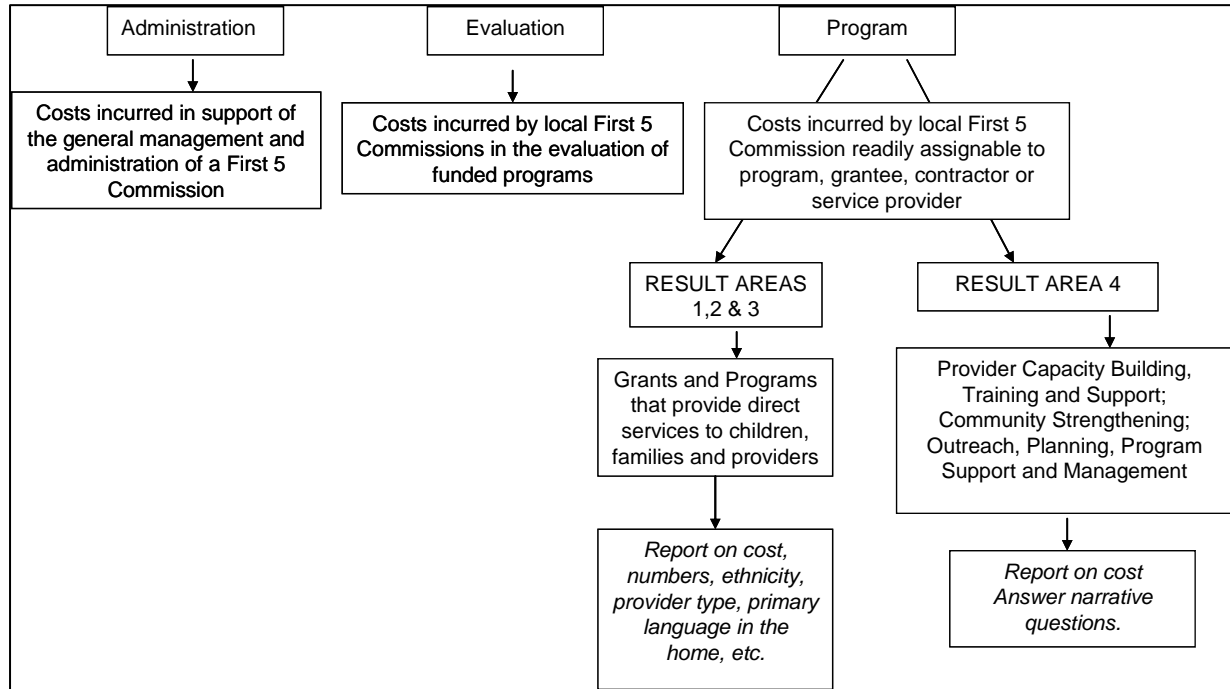 Administration
Evaluation
Program
Costs incurred in support of
the general management and
administration of a First 5
Commission
Costs incurred by local First 5
Commissions in the evaluation of
funded programs
Costs incurred by local First 5
Commission readily assignable to
program, grantee, contractor or
service provider
RESULT AREAS
1,2 & 3
RESULT AREA 4
Grants and Programs
that provide direct
services to children,
families and providers
Provider Capacity Building,
Training and Support;
Community Strengthening;
Outreach, Planning, Program
Support and Management
Report on cost,
numbers, ethnicity,
provider type, primary
language in the
home, etc.
Report on cost
Answer narrative
questions.